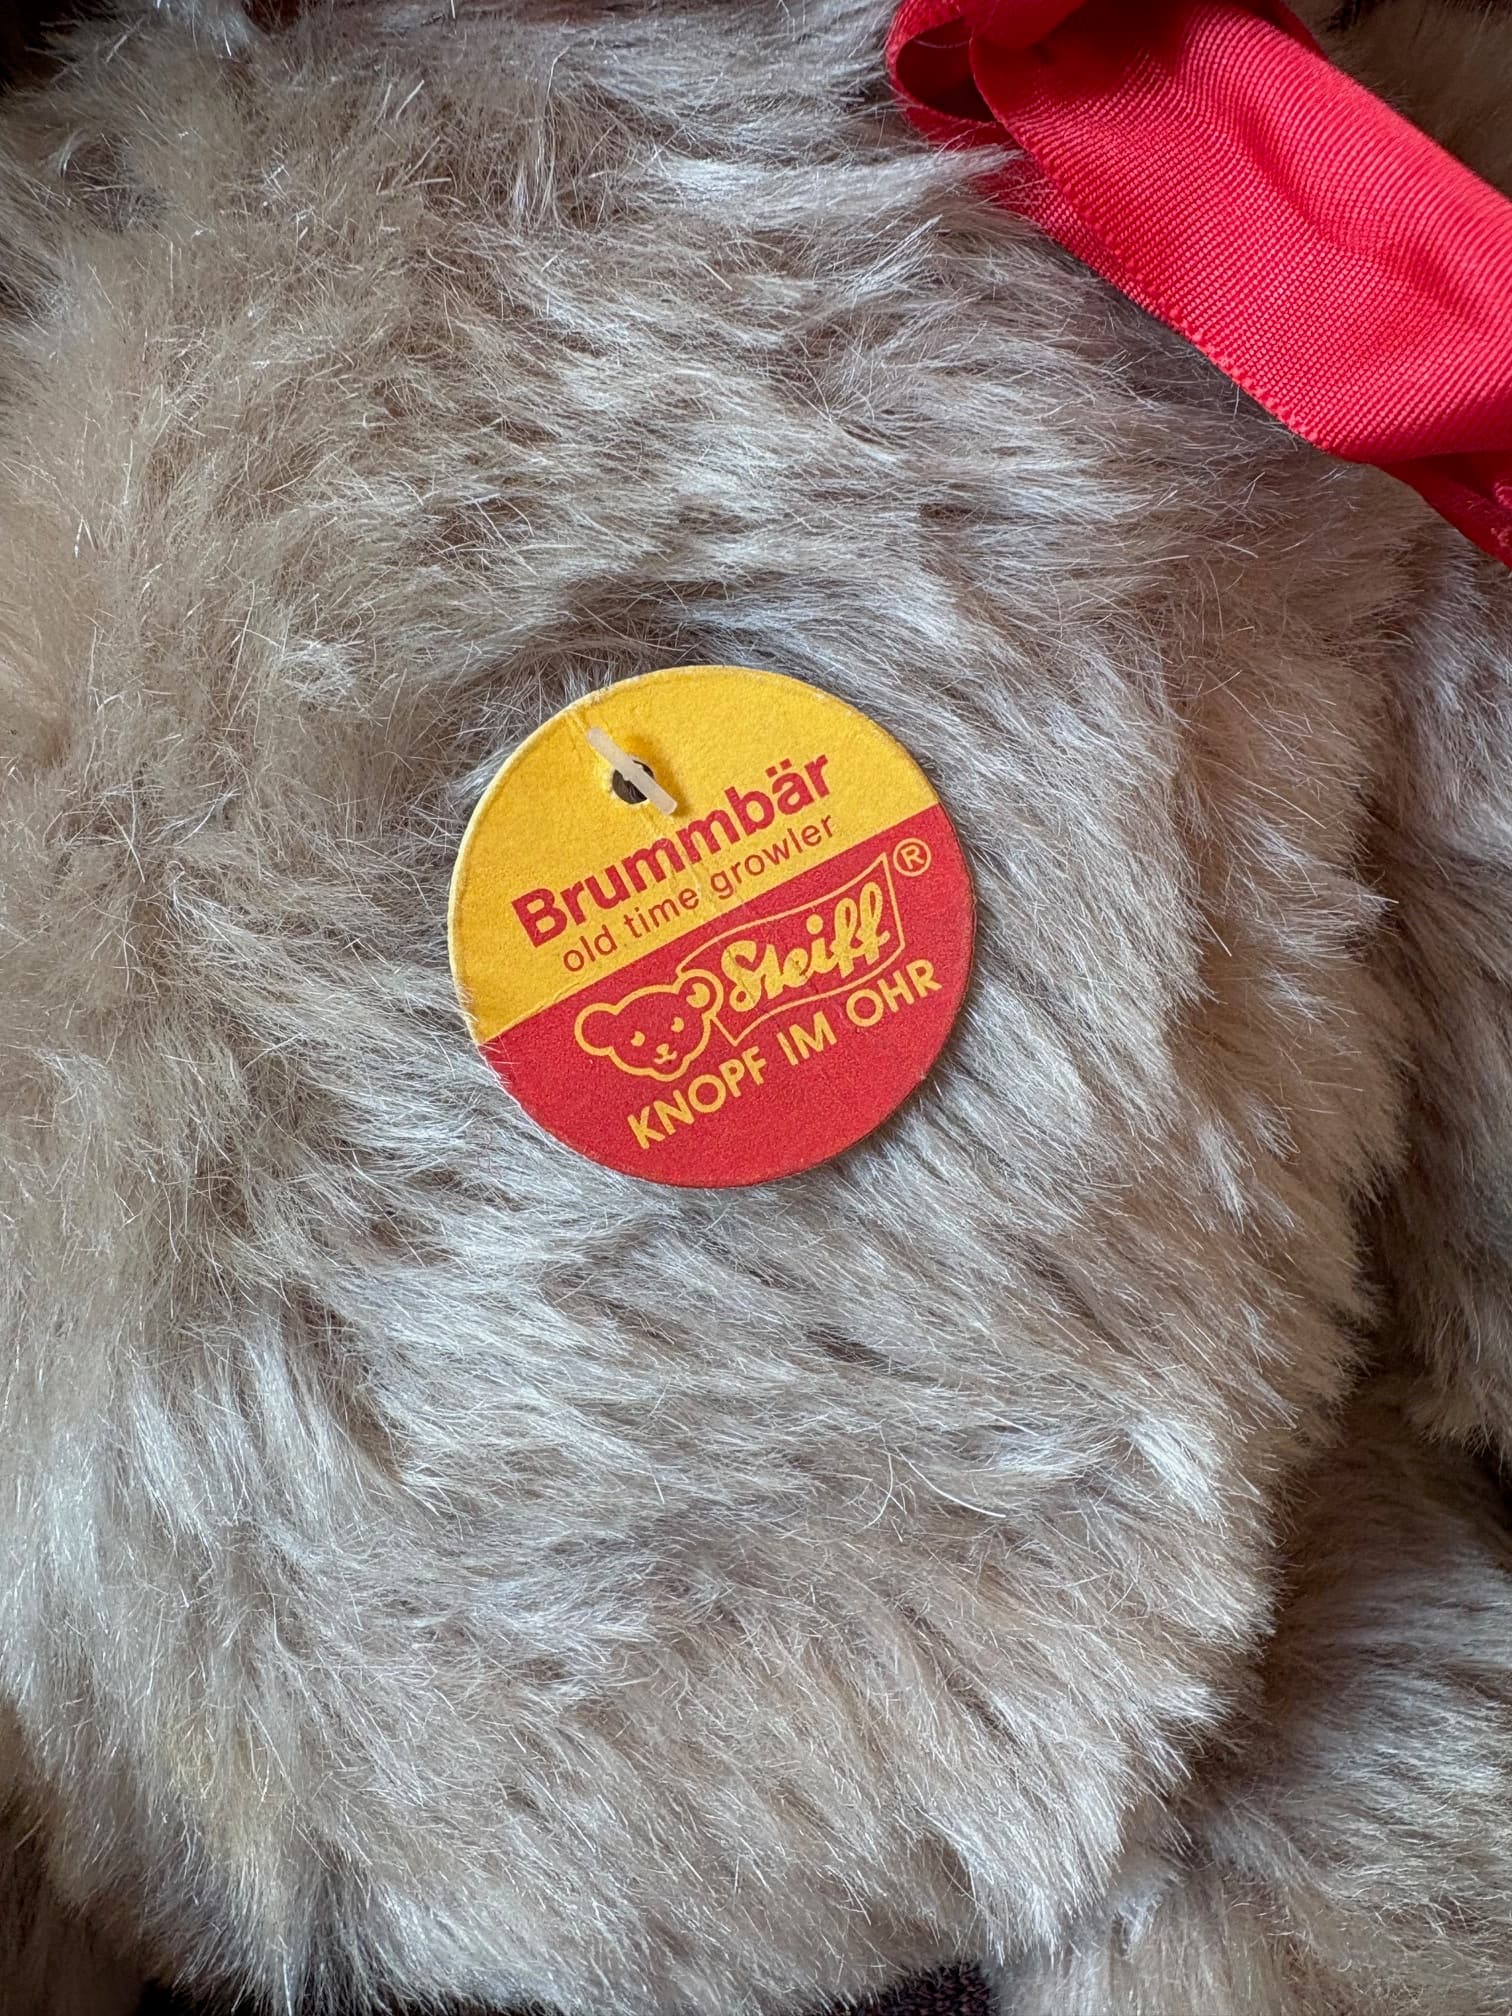 Brummbär
old time growler
Steiff®
KNOPF IM OHR